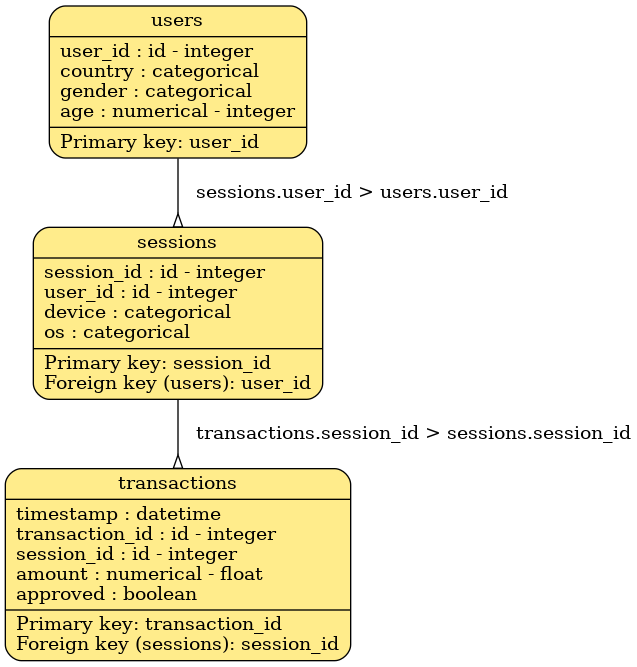 users
user_id : id - integer
country : categorical
gender : categorical
age : numerical - integer
Primary key: user_id
sessions.user_id > users.user_id
sessions
session_id : id - integer
user_id : id - integer
device : categorical
os : categorical
Primary key: session_id
Foreign key (users): user_id
transactions.session_id > sessions.session_id
transactions
timestamp : datetime
transaction_id : id - integer
session_id : id - integer
amount : numerical - float
approved : boolean
Primary key: transaction_id
Foreign key (sessions): session_id